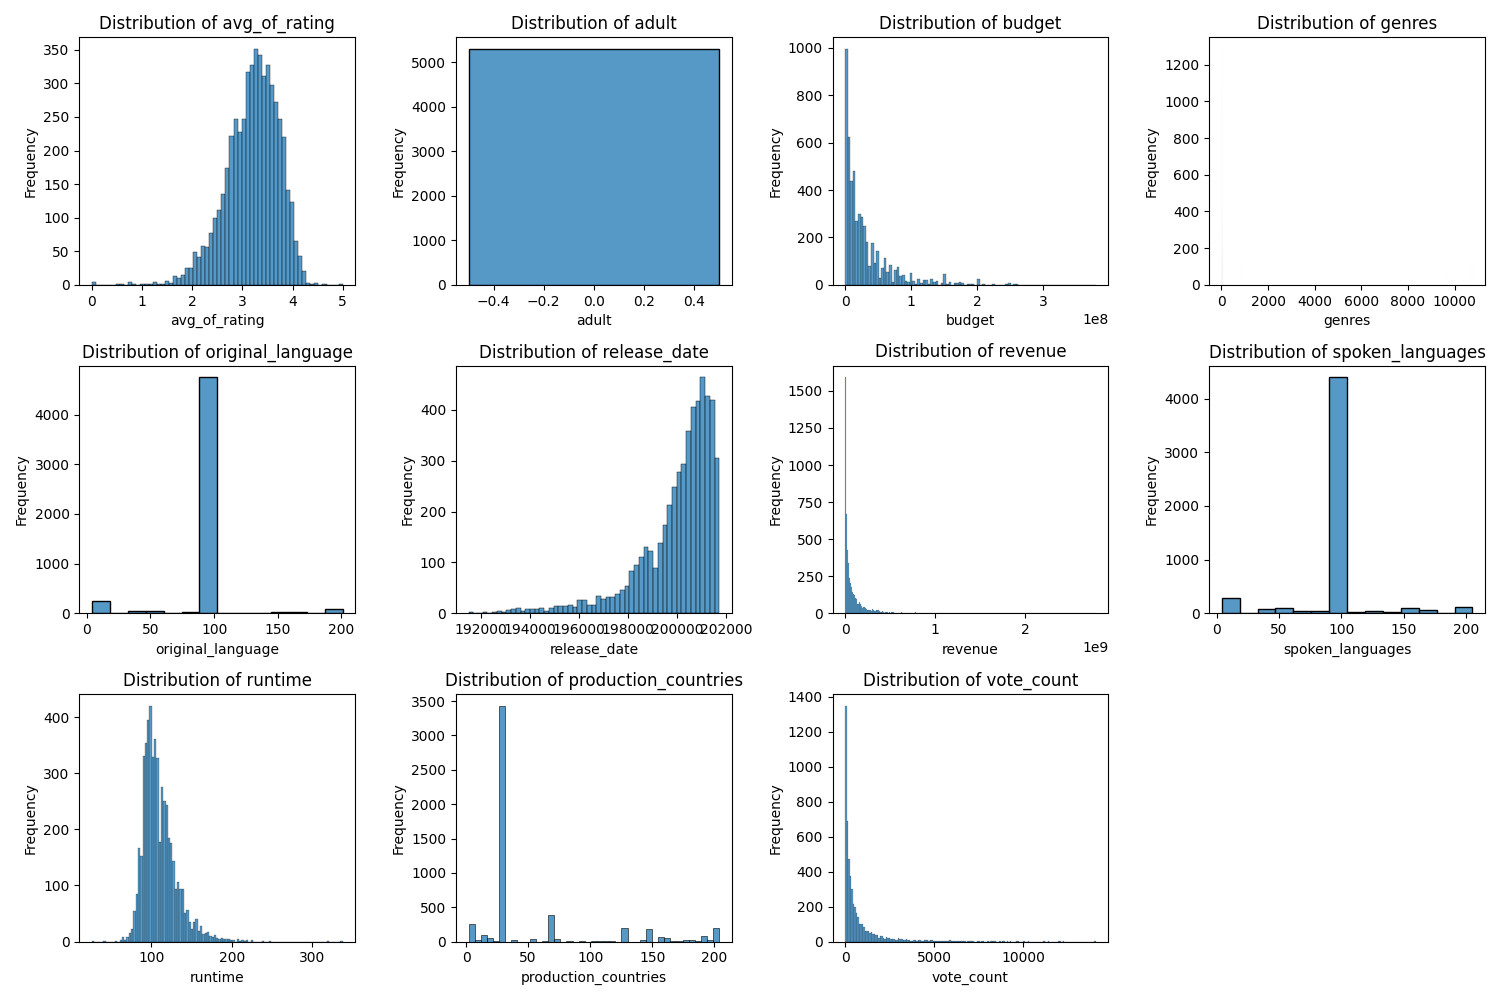 Distribution of avg_of_rating
350
300
250
200
150
100
50
0
Frequency
0 1 2 3 4 5
avg_of_rating
Distribution of adult
5000
4000
3000
2000
1000
0
Frequency
−0.4 −0.2 0.0 0.2 0.4
adult
Distribution of budget
1000
800
600
400
200
0
Frequency
0 1 2 3
1e8
budget
Distribution of genres
1200
1000
800
600
400
200
0
Frequency
0 2000 4000 6000 8000 10000
genres
Distribution of original_language
4000
3000
2000
1000
0
Frequency
0 50 100 150 200
original_language
Distribution of release_date
400
300
200
100
0
Frequency
192000 194000 196000 198000 200000 202000
release_date
Distribution of revenue
1500
1250
1000
750
500
250
0
Frequency
0 1 2
1e9
revenue
Distribution of spoken_languages
4000
3000
2000
1000
0
Frequency
0 50 100 150 200
spoken_languages
Distribution of runtime
400
300
200
100
0
Frequency
100 200 300
runtime
Distribution of production_countries
3500
3000
2500
2000
1500
1000
500
0
Frequency
0 50 100 150 200
production_countries
Distribution of vote_count
1400
1200
1000
800
600
400
200
0
Frequency
0 5000 10000
vote_count